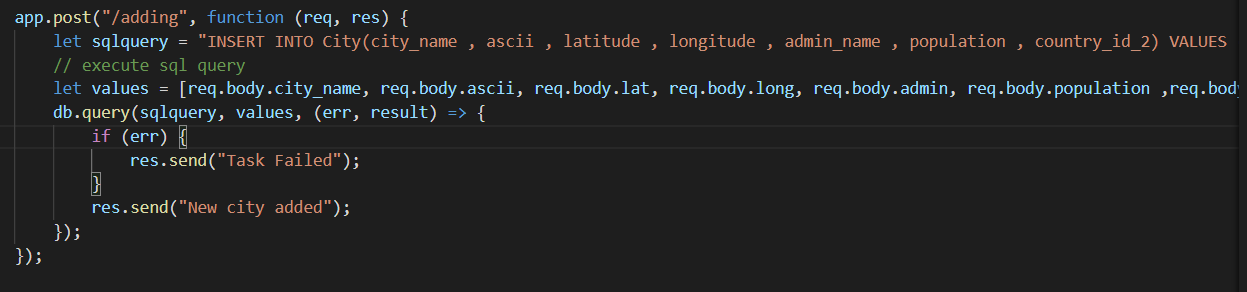 app.post("/adding", function (req, res) {
let sqlquery = "INSERT INTO City(city_name , ascii , latitude , longitude , admin_name , population , country_id_2) VALUES
// execute sql query
let values = [req.body.city_name, req.body.ascii, req.body.lat, req.body.long, req.body.admin, req.body.population ,req.body
db.query(sqlquery, values, (err, result) => {
if (err) {
res.send("Task Failed");
}
res.send("New city added");
});
});